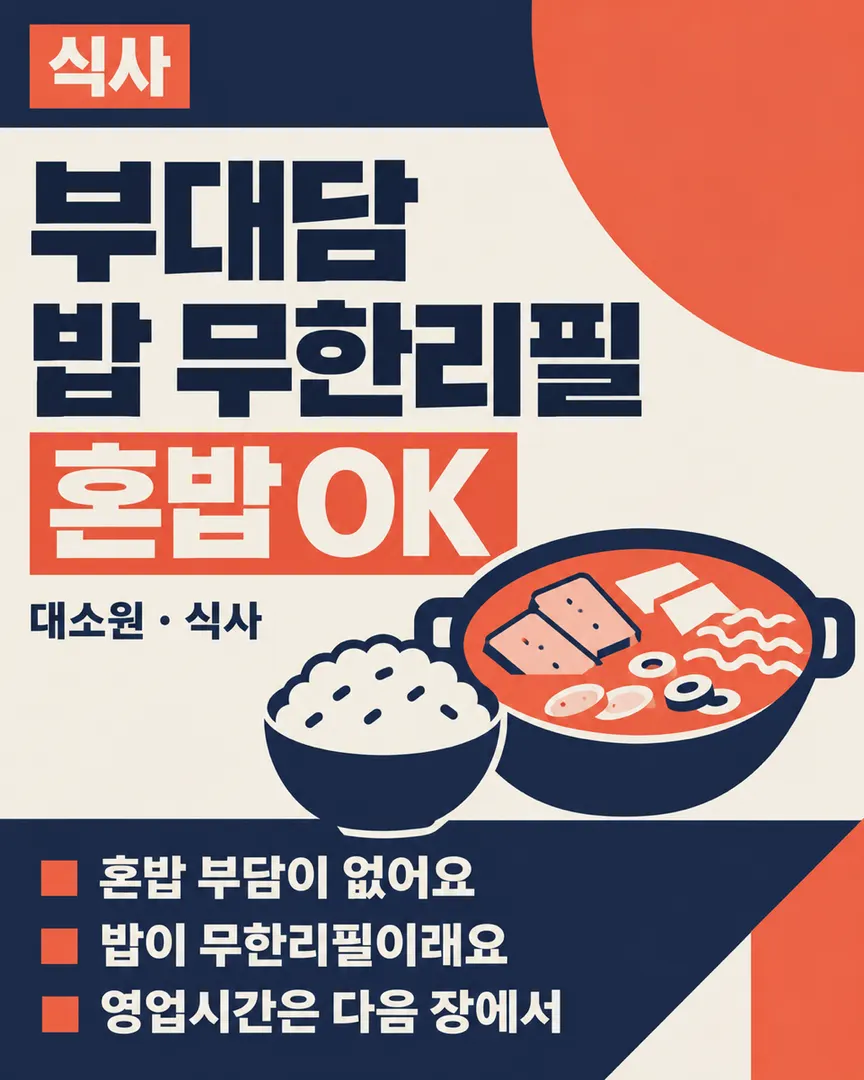 식사
부대담
밥 무한리필
혼밥 OK
대소원 · 식사
혼밥 부담이 없어요
밥이 무한리필이래요
영업시간은 다음 장에서